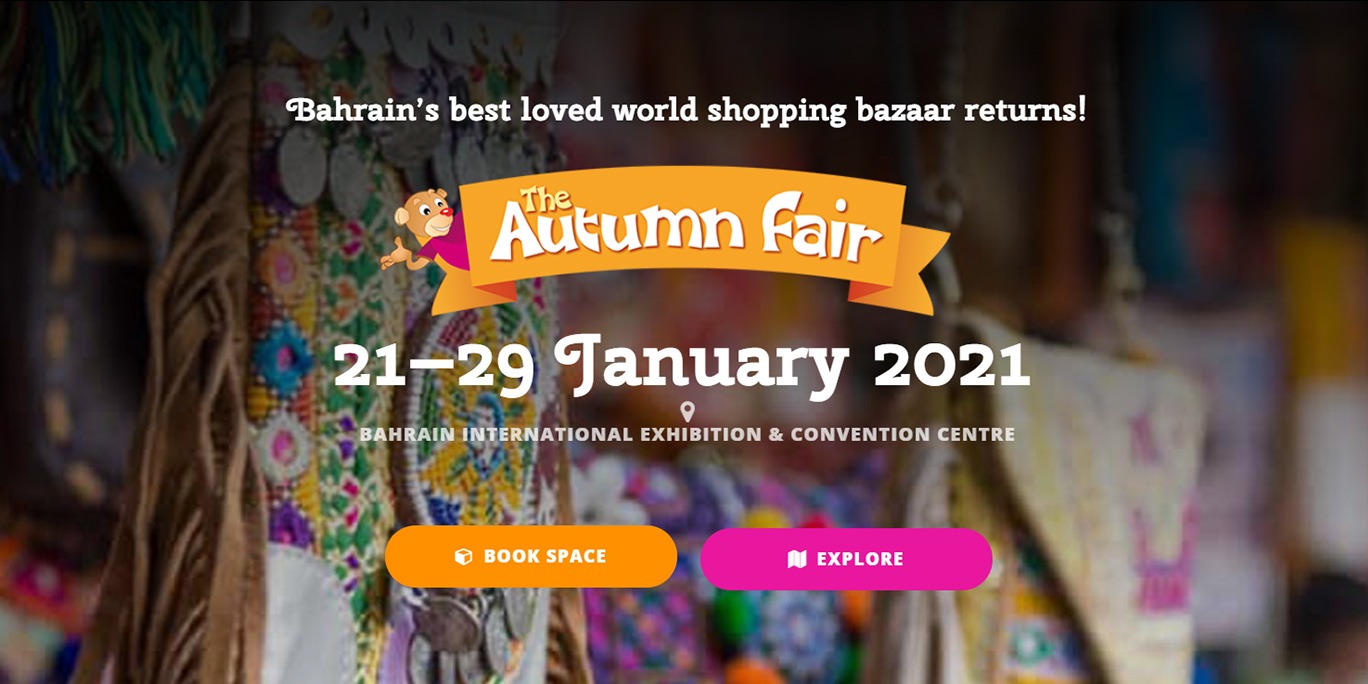 Bahrain's best loved world shopping bazaar returns!
The
Autumn Fair
21–29 January 2021
BAHRAIN INTERNATIONAL EXHIBITION & CONVENTION CENTRE
BOOK SPACE
EXPLORE